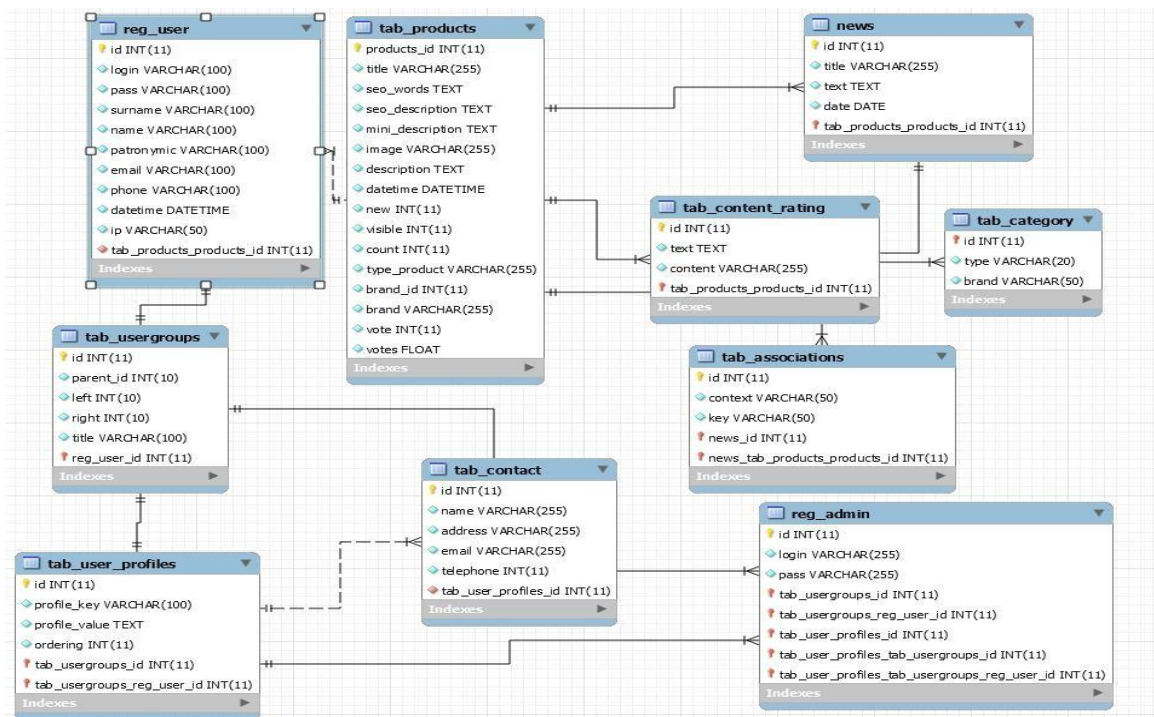 reg_user
id INT(11)
login VARCHAR(100)
pass VARCHAR(100)
surname VARCHAR(100)
name VARCHAR(100)
patronymic VARCHAR(100)
email VARCHAR(100)
phone VARCHAR(100)
datetime DATETIME
ip VARCHAR(50)
tab_products_products_id INT(11)
Indexes
tab_products
products_id INT(11)
title VARCHAR(255)
seo_words TEXT
seo_description TEXT
mini_description TEXT
image VARCHAR(255)
description TEXT
datetime DATETIME
new INT(11)
visible INT(11)
count INT(11)
type_product VARCHAR(255)
brand_id INT(11)
brand VARCHAR(255)
vote INT(11)
votes FLOAT
Indexes
news
id INT(11)
title VARCHAR(255)
text TEXT
date DATE
tab_products_products_id INT(11)
Indexes
tab_content_rating
id INT(11)
text TEXT
content VARCHAR(255)
tab_products_products_id INT(11)
Indexes
tab_category
id INT(11)
type VARCHAR(20)
brand VARCHAR(50)
Indexes
tab_usergroups
id INT(11)
parent_id INT(10)
left INT(10)
right INT(10)
title VARCHAR(100)
reg_user_id INT(11)
Indexes
tab_associations
id INT(11)
context VARCHAR(50)
key VARCHAR(50)
news_id INT(11)
news_tab_products_products_id INT(11)
Indexes
tab_contact
id INT(11)
name VARCHAR(255)
address VARCHAR(255)
email VARCHAR(255)
telephone INT(11)
tab_user_profiles_id INT(11)
Indexes
reg_admin
id INT(11)
login VARCHAR(255)
pass VARCHAR(255)
tab_usergroups_id INT(11)
tab_usergroups_reg_user_id INT(11)
tab_user_profiles_id INT(11)
tab_user_profiles_tab_usergroups_id INT(11)
tab_user_profiles_tab_usergroups_reg_user_id INT(11)
Indexes
tab_user_profiles
id INT(11)
profile_key VARCHAR(100)
profile_value TEXT
ordering INT(11)
tab_usergroups_id INT(11)
tab_usergroups_reg_user_id INT(11)
Indexes